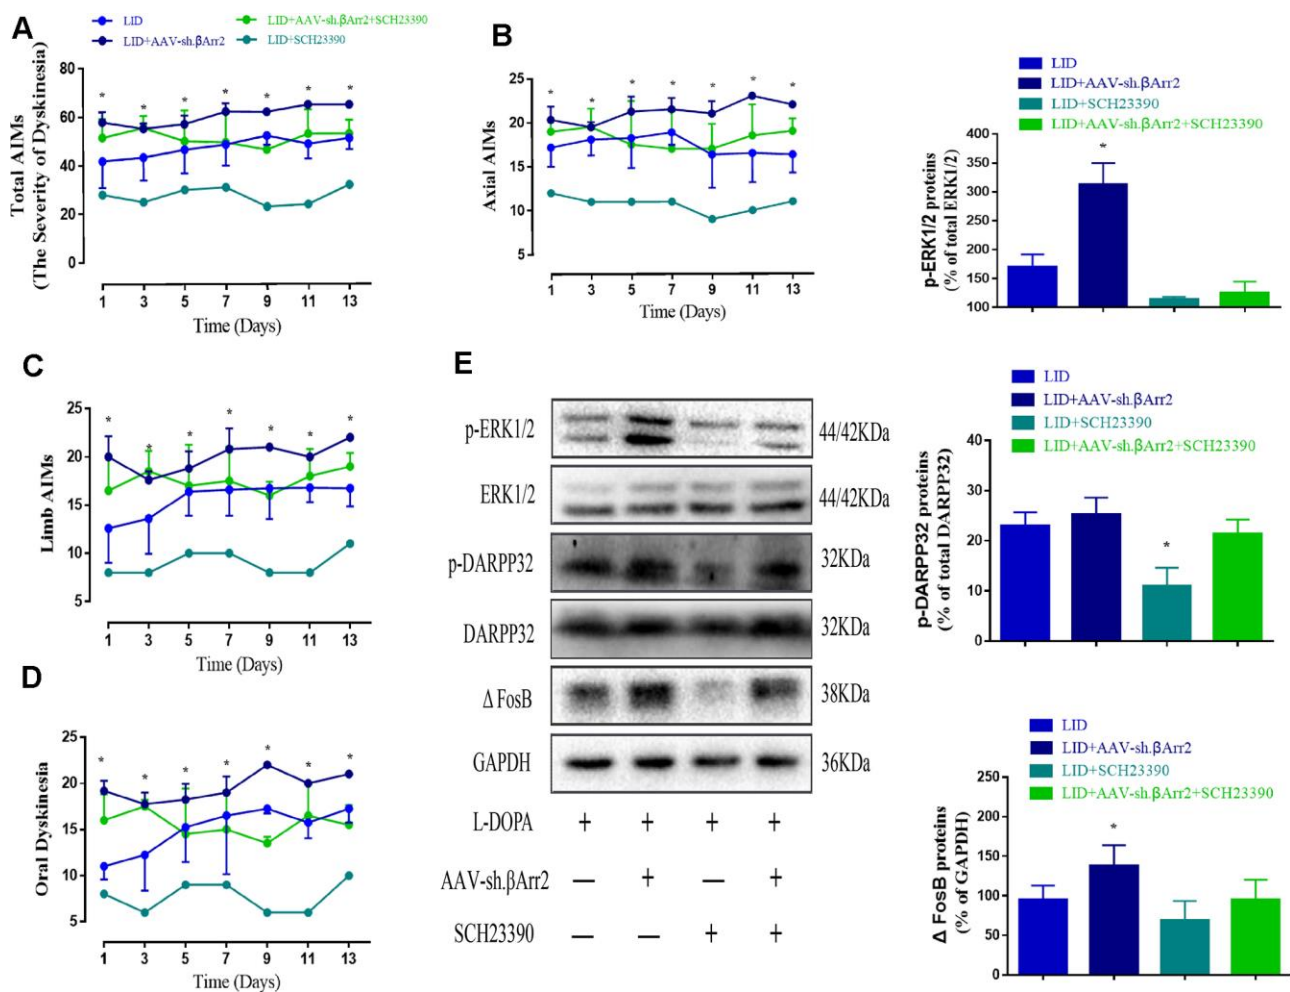 A
LID
LID+AAV-sh.βArr2
LID+AAV-sh.βArr2+SCH23390
LID+SCH23390
Total AIMs
(The Severity of Dyskinesia)
80
60
40
20
0
* * * * * * *
1 3 5 7 9 11 13
Time (Days)
B
Axial AIMs
25
20
15
10
5
* * * * * * *
1 3 5 7 9 11 13
Time (Days)
LID
LID+AAV-sh.βArr2
LID+SCH23390
LID+AAV-sh.βArr2+SCH23390
p-ERK1/2 proteins
(% of total ERK1/2)
400
350
300
250
200
150
100
*
C
Limb AIMs
25
20
15
10
5
* * * * * * *
1 3 5 7 9 11 13
Time (Days)
D
Oral Dyskinesia
25
20
15
10
5
* * * * * * *
1 3 5 7 9 11 13
Time (Days)
E
p-ERK1/2 44/42KDa
ERK1/2 44/42KDa
p-DARPP32 32KDa
DARPP32 32KDa
Δ FosB 38KDa
GAPDH 36KDa
L-DOPA + + + +
AAV-sh.βArr2 — + — +
SCH23390 — — + +
LID
LID+AAV-sh.βArr2
LID+SCH23390
LID+AAV-sh.βArr2+SCH23390
p-DARPP32 proteins
(% of total DARPP32)
40
30
20
10
0
*
LID
LID+AAV-sh.βArr2
LID+SCH23390
LID+AAV-sh.βArr2+SCH23390
Δ FosB proteins
(% of GAPDH)
250
200
150
100
50
0
*